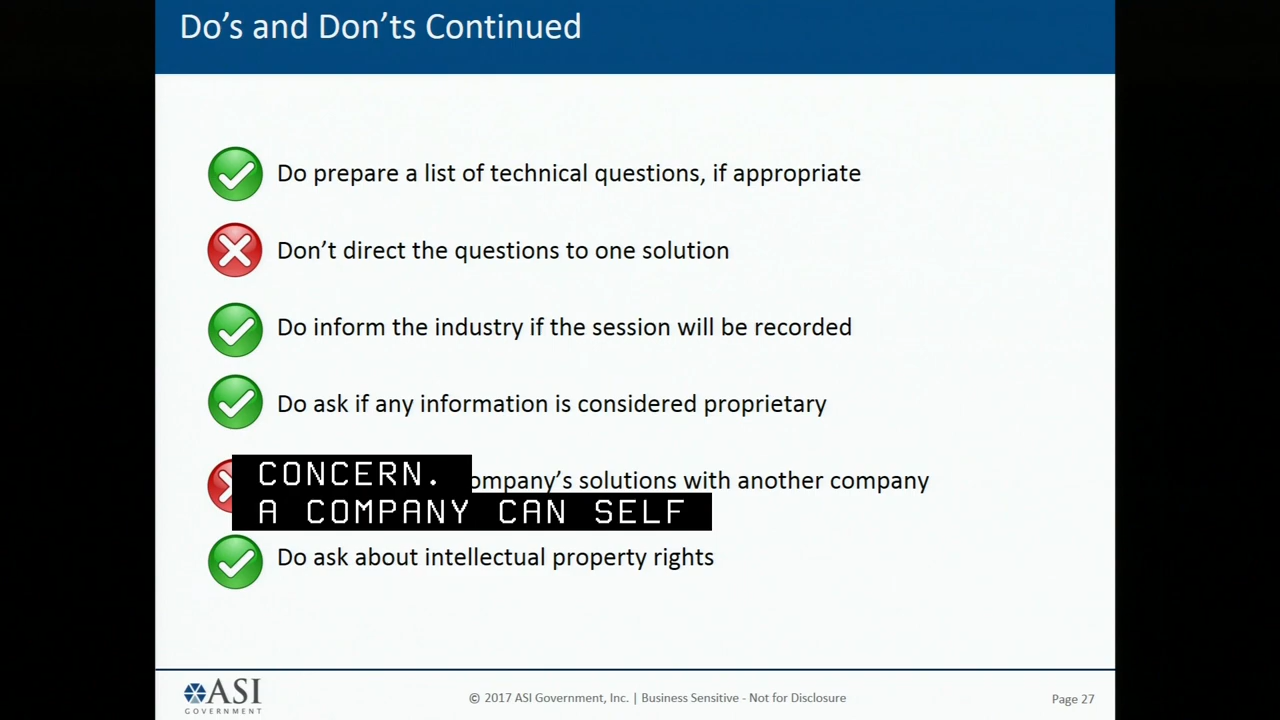 Do's and Don'ts Continued
Do prepare a list of technical questions, if appropriate
Don't direct the questions to one solution
Do inform the industry if the session will be recorded
Do ask if any information is considered proprietary
CONCERN.
solutions with another company
A COMPANY CAN SELF
Do ask about intellectual property rights
ASI
GOVERNMENT
© 2017 ASI Government, Inc. | Business Sensitive - Not for Disclosure
Page 27